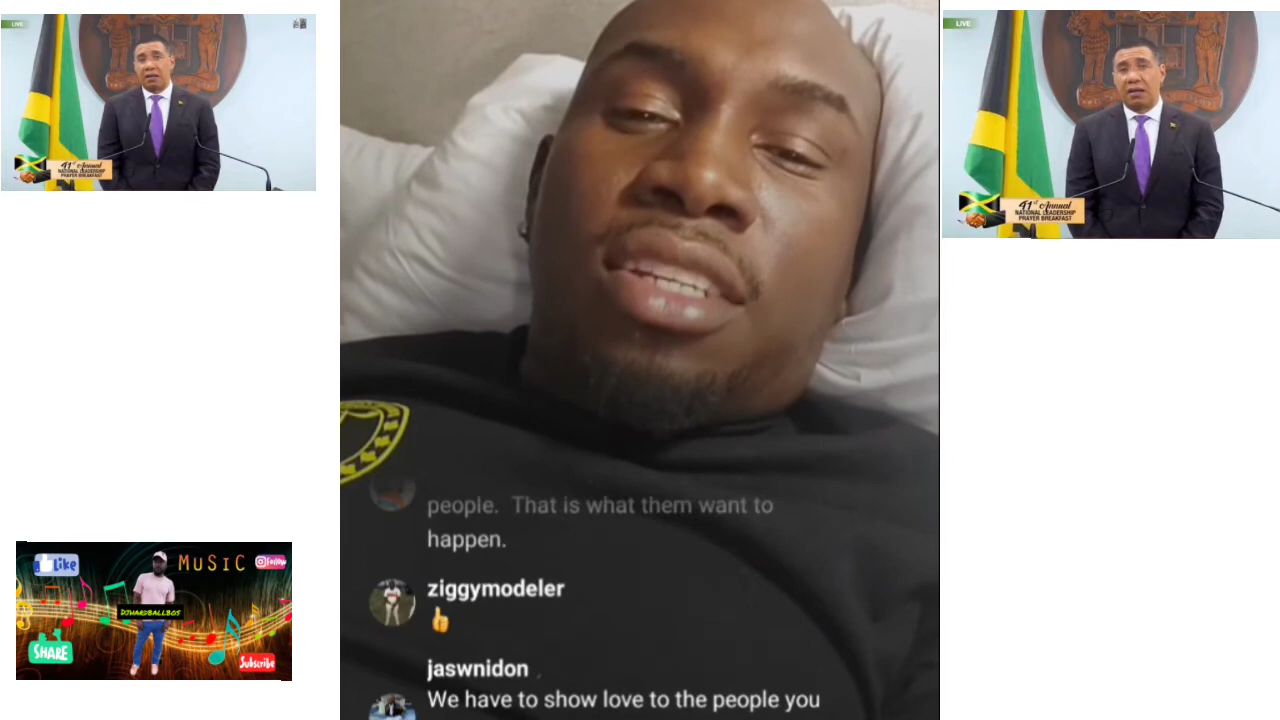 LIVE
41st Annual
NATIONAL LEADERSHIP
PRAYER BREAKFAST
LIVE
41st Annual
NATIONAL LEADERSHIP
PRAYER BREAKFAST
people. That is what them want to
happen.
ziggymodeler
👍
jaswnidon
We have to show love to the people you
Like
MUSIC
Follow
DJHARDBALLBOS
SHARE
Subscribe